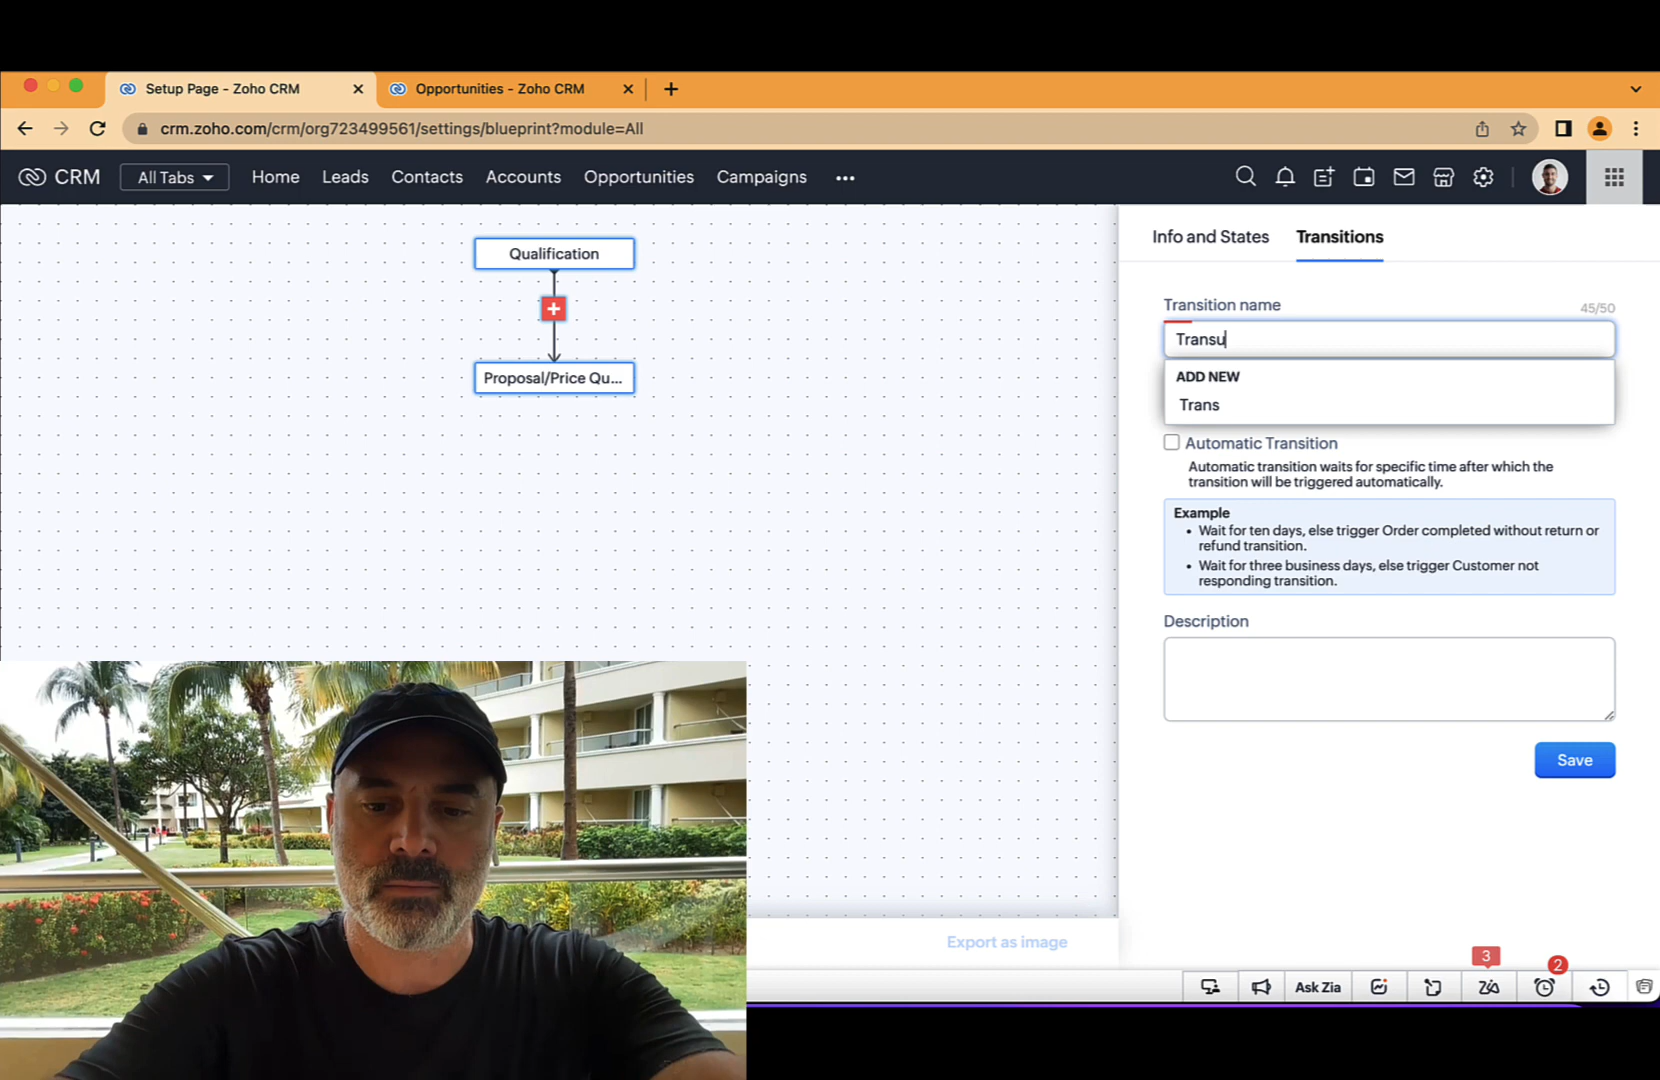 Setup Page - Zoho CRM
Opportunities - Zoho CRM
crm.zoho.com/crm/org723499561/settings/blueprint?module=All
CRM All Tabs Home Leads Contacts Accounts Opportunities Campaigns
Info and States Transitions
Qualification
Proposal/Price Qu...
Transition name 45/50
Transu
ADD NEW
Trans
Automatic Transition
Automatic transition waits for specific time after which the
transition will be triggered automatically.
Example
• Wait for ten days, else trigger Order completed without return or
refund transition.
• Wait for three business days, else trigger Customer not
responding transition.
Description
Save
Export as image
3
2
Ask Zia